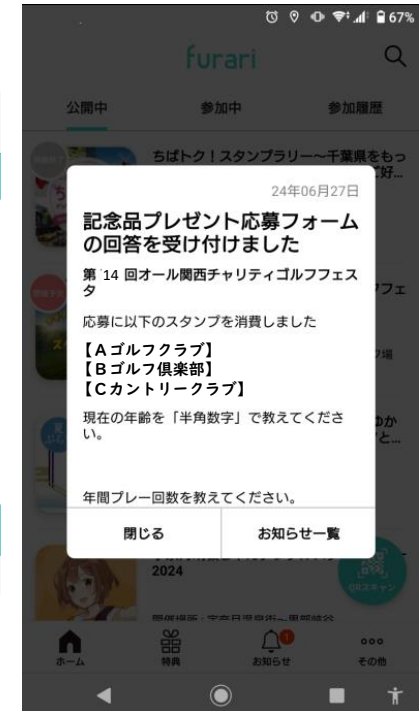 67%
furari
公開中
参加中
参加履歴
ちばトク！スタンプラリー～千葉県をもっ
24年06月27日
記念品プレゼント応募フォーム
の回答を受け付けました
第 14 回オール関西チャリティゴルフフェス
タ
応募に以下のスタンプを消費しました
【Aゴルフクラブ】
【Bゴルフ倶楽部】
【Cカントリークラブ】
現在の年齢を「半角数字」で教えてくださ
い。
年間プレー回数を教えてください。
閉じる
お知らせ一覧
2024
QRスキャン
ホーム
特典
お知らせ
その他